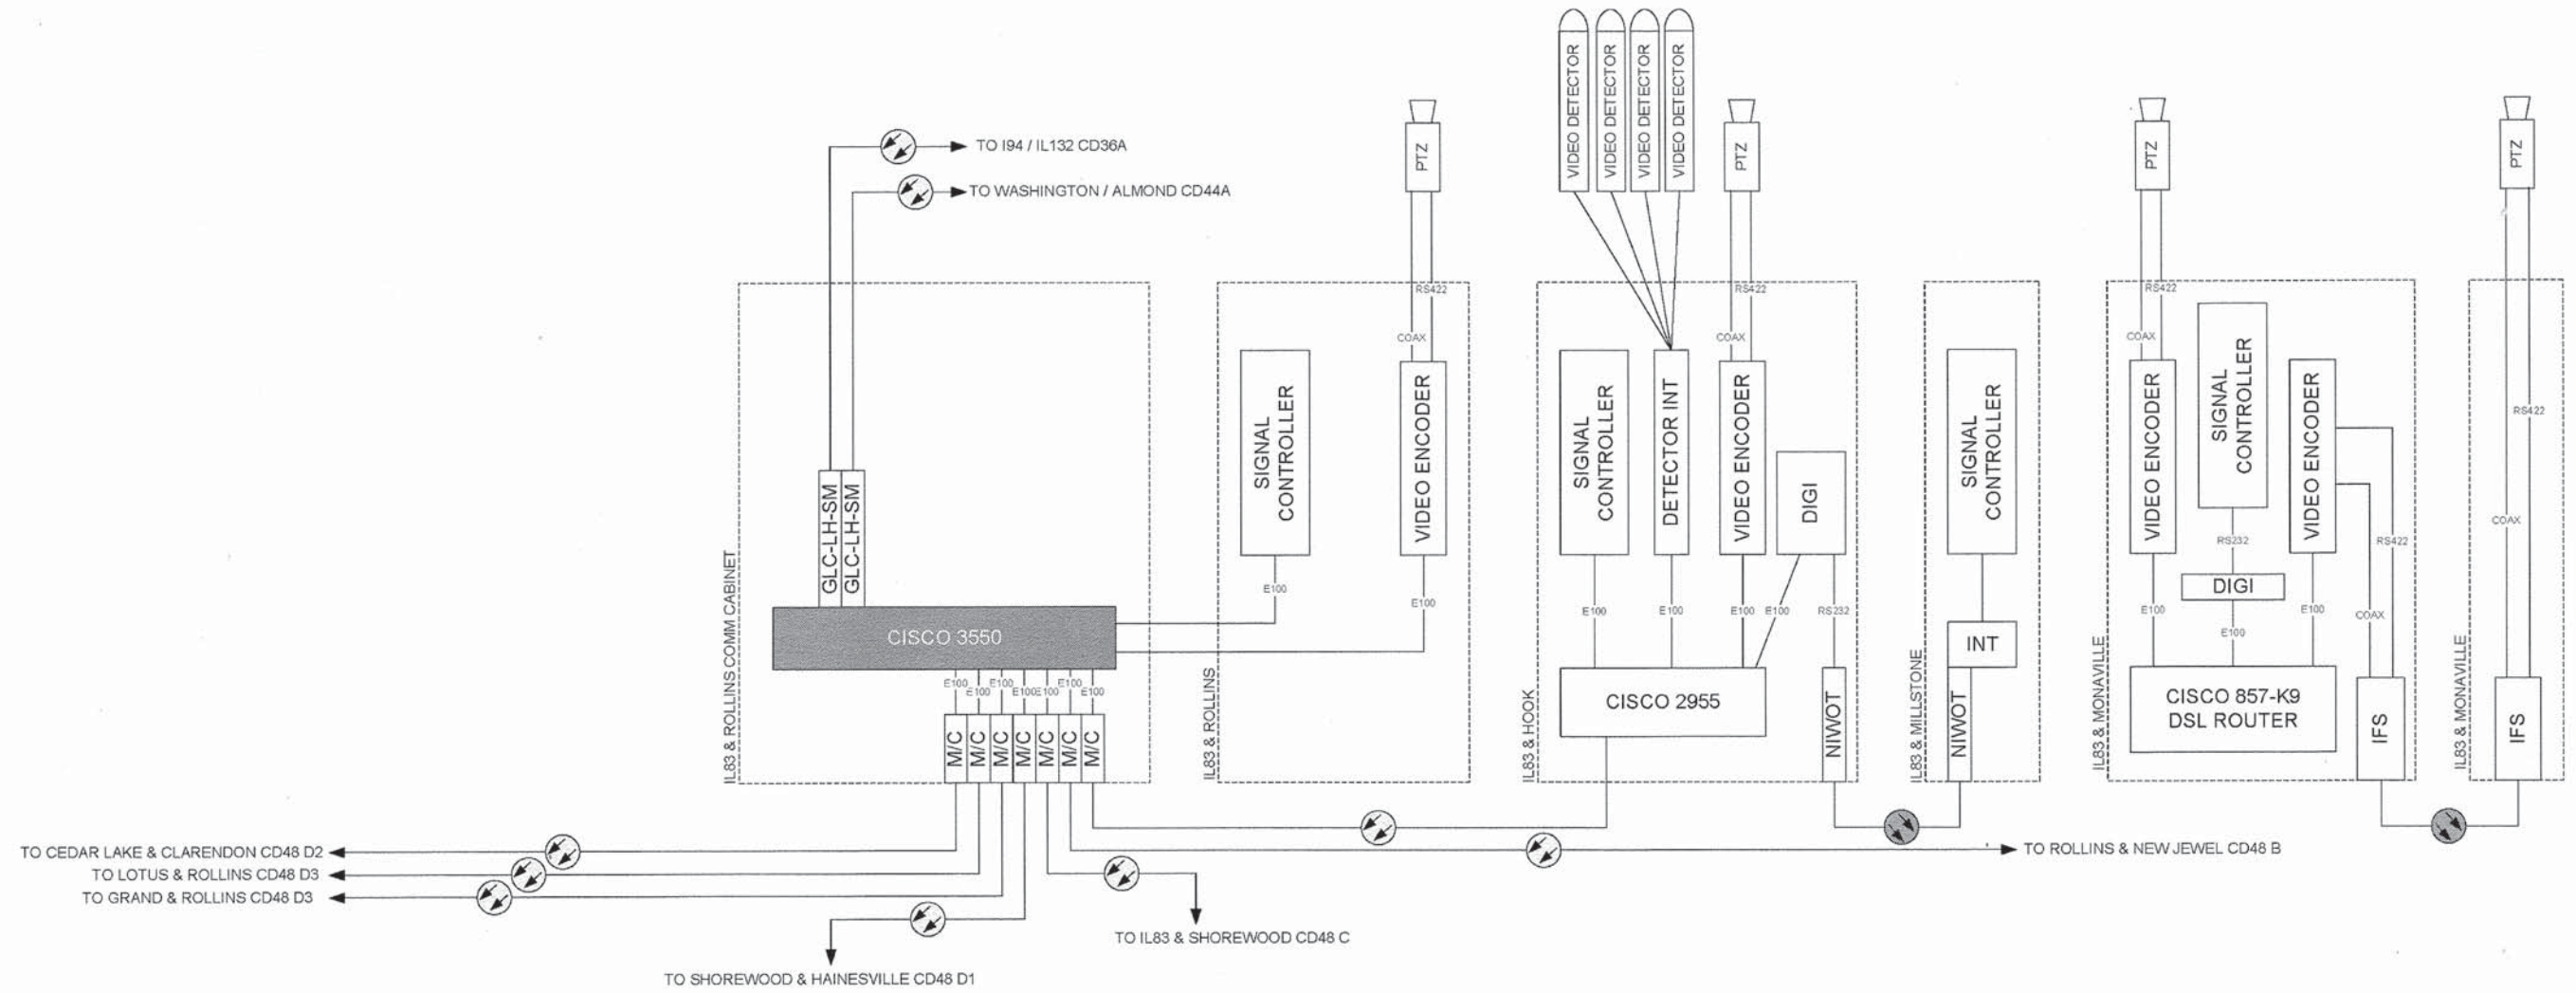 TO I94 / IL132 CD36A
TO WASHINGTON / ALMOND CD44A
IL83 & ROLLINS COMM CABINET
GLC-LH-SM
GLC-LH-SM
CISCO 3550
E100
E100
E100
E100
E100
E100
E100
M/C
M/C
M/C
M/C
M/C
M/C
M/C
TO CEDAR LAKE & CLARENDON CD48 D2
TO LOTUS & ROLLINS CD48 D3
TO GRAND & ROLLINS CD48 D3
TO SHOREWOOD & HAINESVILLE CD48 D1
TO IL83 & SHOREWOOD CD48 C
TO ROLLINS & NEW JEWEL CD48 B
IL83 & ROLLINS
PTZ
RS422
COAX
SIGNAL
CONTROLLER
VIDEO ENCODER
E100
E100
IL83 & HOOK
VIDEO DETECTOR
VIDEO DETECTOR
VIDEO DETECTOR
VIDEO DETECTOR
PTZ
RS422
COAX
SIGNAL
CONTROLLER
DETECTOR INT
VIDEO ENCODER
DIGI
E100
E100
E100
E100
RS232
CISCO 2955
NIWOT
IL83 & MILLSTONE
SIGNAL
CONTROLLER
INT
NIWOT
IL83 & MONAVILLE
PTZ
RS422
COAX
VIDEO ENCODER
SIGNAL
CONTROLLER
VIDEO ENCODER
RS232
DIGI
E100
E100
E100
RS422
COAX
CISCO 857-K9
DSL ROUTER
IFS
IL83 & MONAVILLE
PTZ
RS422
COAX
IFS